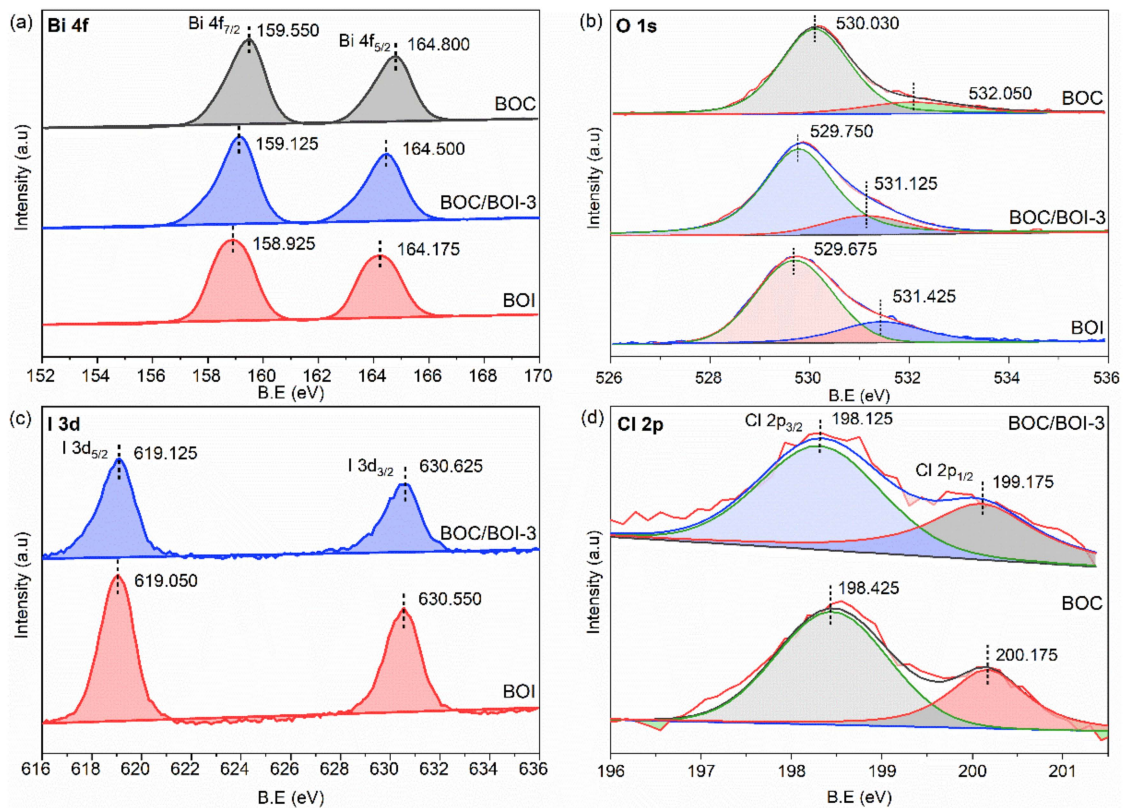 (a) Bi 4f
Bi 4f7/2 159.550
Bi 4f5/2 164.800
BOC
159.125
164.500
BOC/BOI-3
158.925
164.175
BOI
Intensity (a.u)
152 154 156 158 160 162 164 166 168 170
B.E (eV)
(b) O 1s
530.030
532.050
BOC
529.750
531.125
BOC/BOI-3
529.675
531.425
BOI
Intensity (a.u)
526 528 530 532 534 536
B.E (eV)
(c) I 3d
I 3d5/2 619.125
I 3d3/2 630.625
BOC/BOI-3
619.050
630.550
BOI
Intensity (a.u)
616 618 620 622 624 626 628 630 632 634 636
B.E (eV)
(d) Cl 2p
Cl 2p3/2 198.125
BOC/BOI-3
Cl 2p1/2
199.175
198.425
BOC
200.175
Intensity (a.u)
196 197 198 199 200 201
B.E (eV)